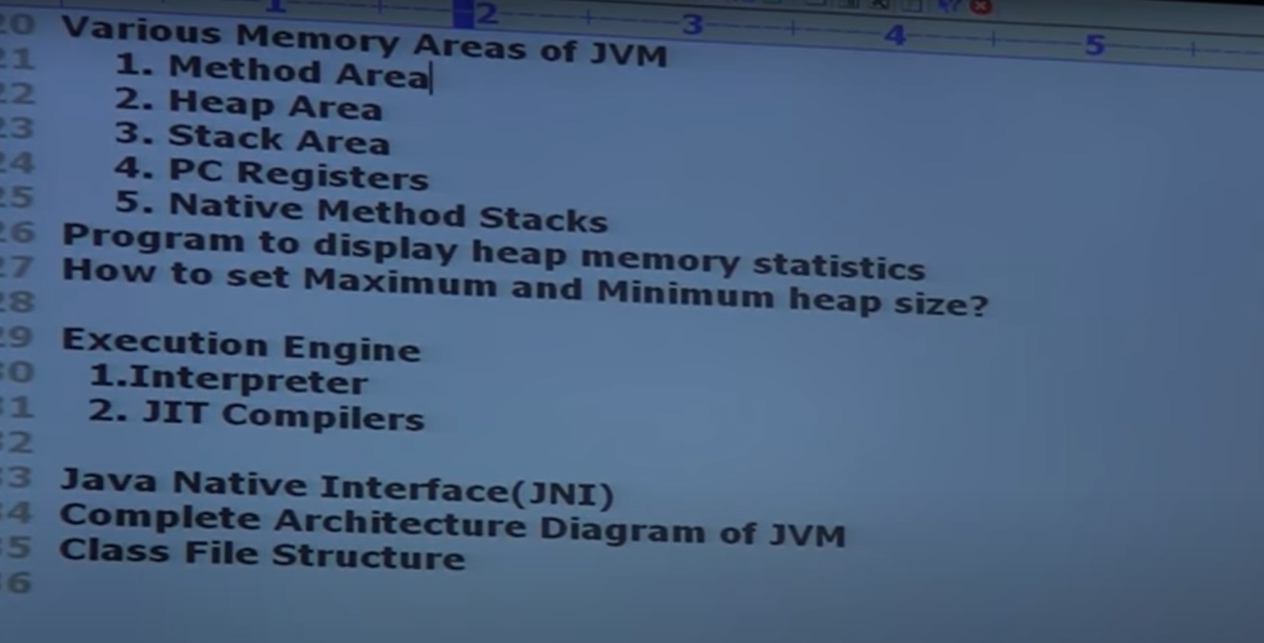 1 2 3 4 5
20 Various Memory Areas of JVM
21 1. Method Area
22 2. Heap Area
23 3. Stack Area
24 4. PC Registers
25 5. Native Method Stacks
26 Program to display heap memory statistics
27 How to set Maximum and Minimum heap size?
28
29 Execution Engine
30 1.Interpreter
31 2. JIT Compilers
32
33 Java Native Interface(JNI)
34 Complete Architecture Diagram of JVM
35 Class File Structure
36